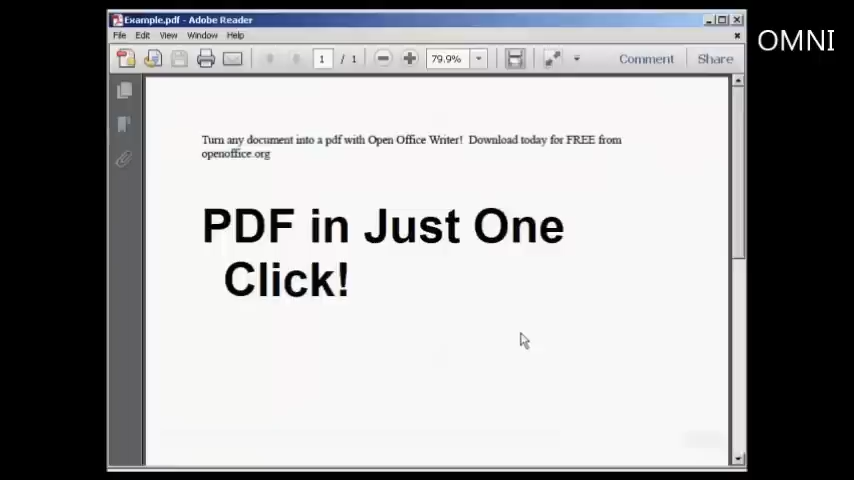 Example.pdf - Adobe Reader
OMNI
File Edit View Window Help
1 / 1 79.9% Comment Share
Turn any document into a pdf with Open Office Writer! Download today for FREE from
openoffice.org
PDF in Just One
Click!